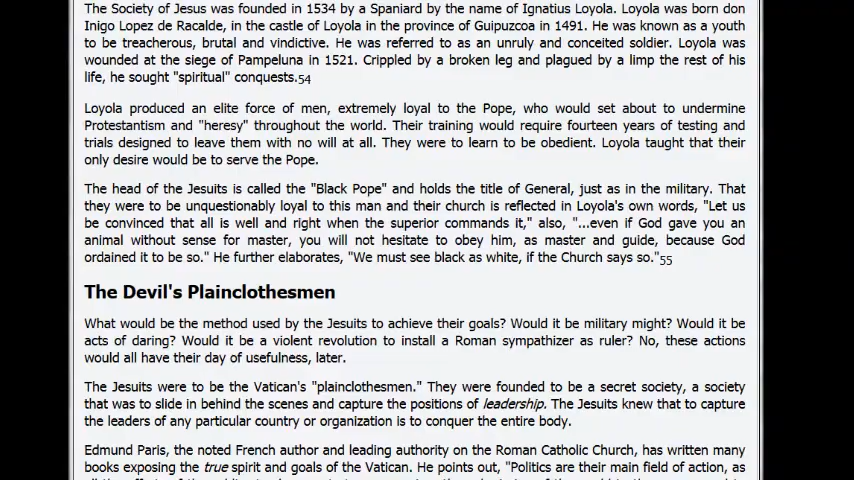 The Society of Jesus was founded in 1534 by a Spaniard by the name of Ignatius Loyola. Loyola was born don
Inigo Lopez de Racalde, in the castle of Loyola in the province of Guipuzcoa in 1491. He was known as a youth
to be treacherous, brutal and vindictive. He was referred to as an unruly and conceited soldier. Loyola was
wounded at the siege of Pampeluna in 1521. Crippled by a broken leg and plagued by a limp the rest of his
life, he sought "spiritual" conquests.54
Loyola produced an elite force of men, extremely loyal to the Pope, who would set about to undermine
Protestantism and "heresy" throughout the world. Their training would require fourteen years of testing and
trials designed to leave them with no will at all. They were to learn to be obedient. Loyola taught that their
only desire would be to serve the Pope.
The head of the Jesuits is called the "Black Pope" and holds the title of General, just as in the military. That
they were to be unquestionably loyal to this man and their church is reflected in Loyola's own words, "Let us
be convinced that all is well and right when the superior commands it," also, "...even if God gave you an
animal without sense for master, you will not hesitate to obey him, as master and guide, because God
ordained it to be so." He further elaborates, "We must see black as white, if the Church says so."55
The Devil's Plainclothesmen
What would be the method used by the Jesuits to achieve their goals? Would it be military might? Would it be
acts of daring? Would it be a violent revolution to install a Roman sympathizer as ruler? No, these actions
would all have their day of usefulness, later.
The Jesuits were to be the Vatican's "plainclothesmen." They were founded to be a secret society, a society
that was to slide in behind the scenes and capture the positions of leadership. The Jesuits knew that to capture
the leaders of any particular country or organization is to conquer the entire body.
Edmund Paris, the noted French author and leading authority on the Roman Catholic Church, has written many
books exposing the true spirit and goals of the Vatican. He points out, "Politics are their main field of action, as